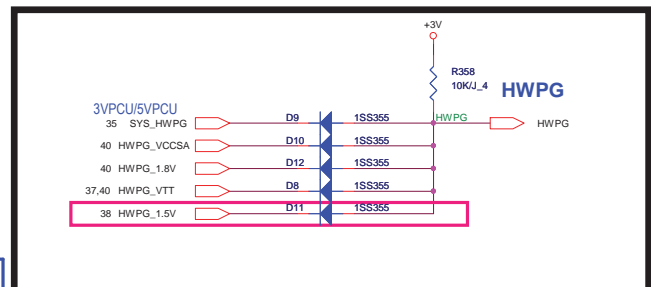 +3V
R358
10K/J_4
HWPG
3VPCU/5VPCU
35 SYS_HWPG D9 1SS355 HWPG HWPG
40 HWPG_VCCSA D10 1SS355
40 HWPG_1.8V D12 1SS355
37,40 HWPG_VTT D8 1SS355
38 HWPG_1.5V D11 1SS355